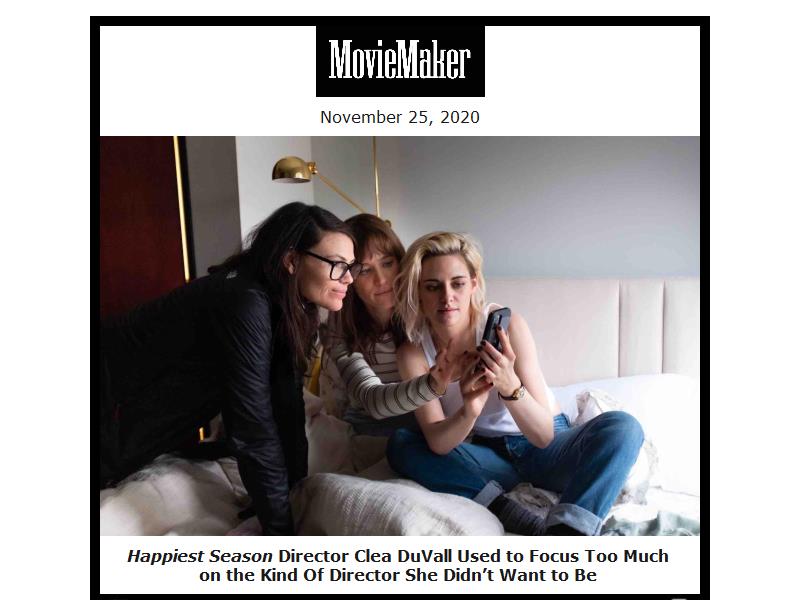 MovieMaker
November 25, 2020
Happiest Season Director Clea DuVall Used to Focus Too Much
on the Kind Of Director She Didn’t Want to Be